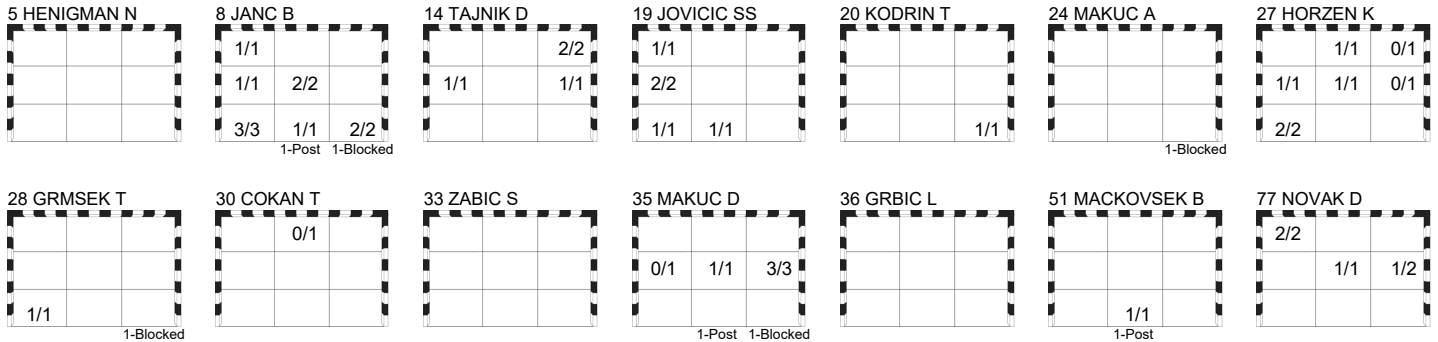 5 HENIGMAN N 8 JANC B 14 TAJNIK D 19 JOVICIC SS 20 KODRIN T 24 MAKUC A 27 HORZEN K
1/1 2/2 1/1 1/1 0/1
1/1 2/2 1/1 1/1 2/2 1/1 1/1 0/1
3/3 1/1 2/2 1/1 1/1 1/1 2/2
1-Post 1-Blocked 1-Blocked
28 GRMSEK T 30 COKAN T 33 ZABIC S 35 MAKUC D 36 GRBIC L 51 MACKOVSEK B 77 NOVAK D
0/1 2/2
0/1 1/1 3/3 1/1 1/2
1/1 1/1
1-Blocked 1-Post 1-Blocked 1-Post